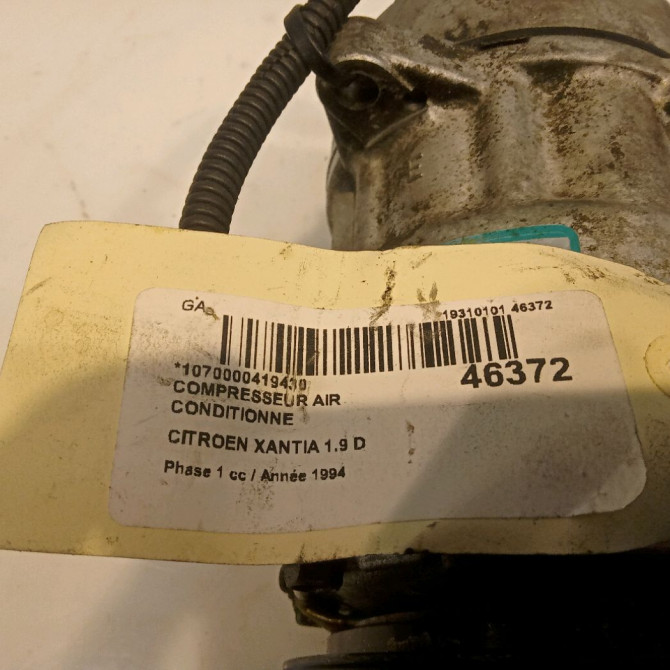 GA
19310101 46372
*1070000419430
46372
COMPRESSEUR AIR
CONDITIONNE
CITROEN XANTIA 1.9 D
Phase 1 cc / Année 1994